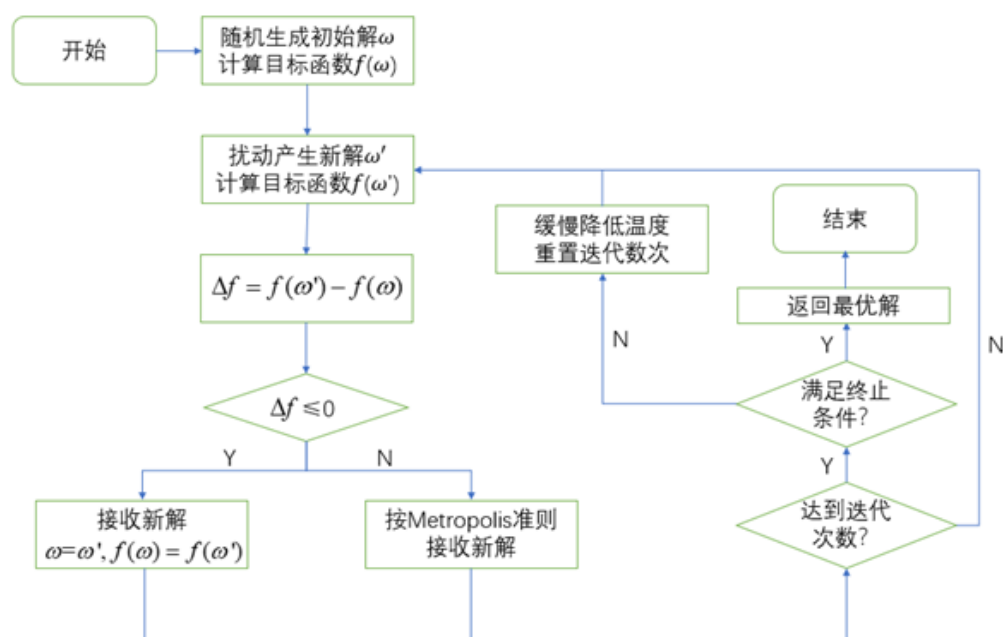 开始
随机生成初始解ω
计算目标函数f(ω)
扰动产生新解ω′
计算目标函数f(ω')
Δf = f(ω') − f(ω)
Δf ≤0
Y
N
接收新解
ω=ω', f(ω) = f(ω')
按Metropolis准则
接收新解
缓慢降低温度
重置迭代数次
N
结束
返回最优解
Y
满足终止
条件?
Y
达到迭代
次数?
N